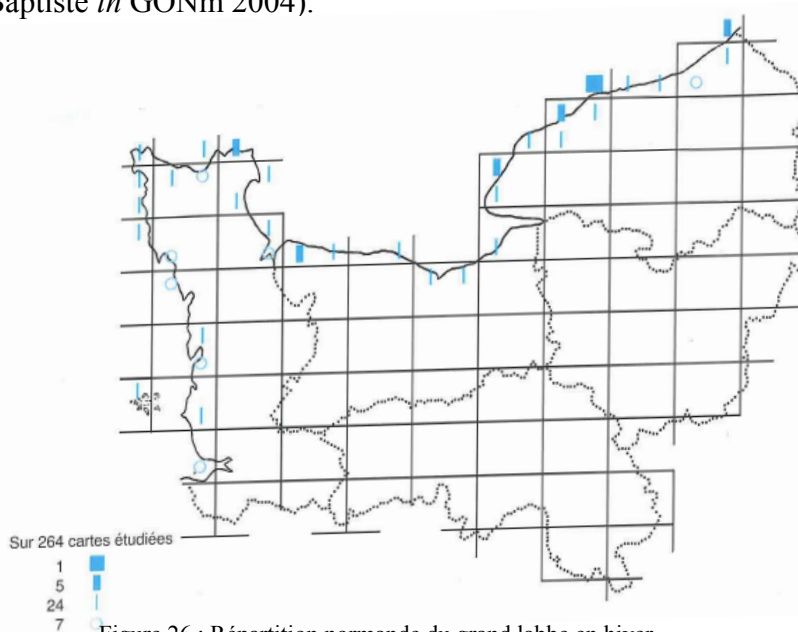 Baptiste in GONm 2004).
Sur 264 cartes étudiées
1
5
24
7
Figure 26 : Répartition normande du grand labbe en hiver